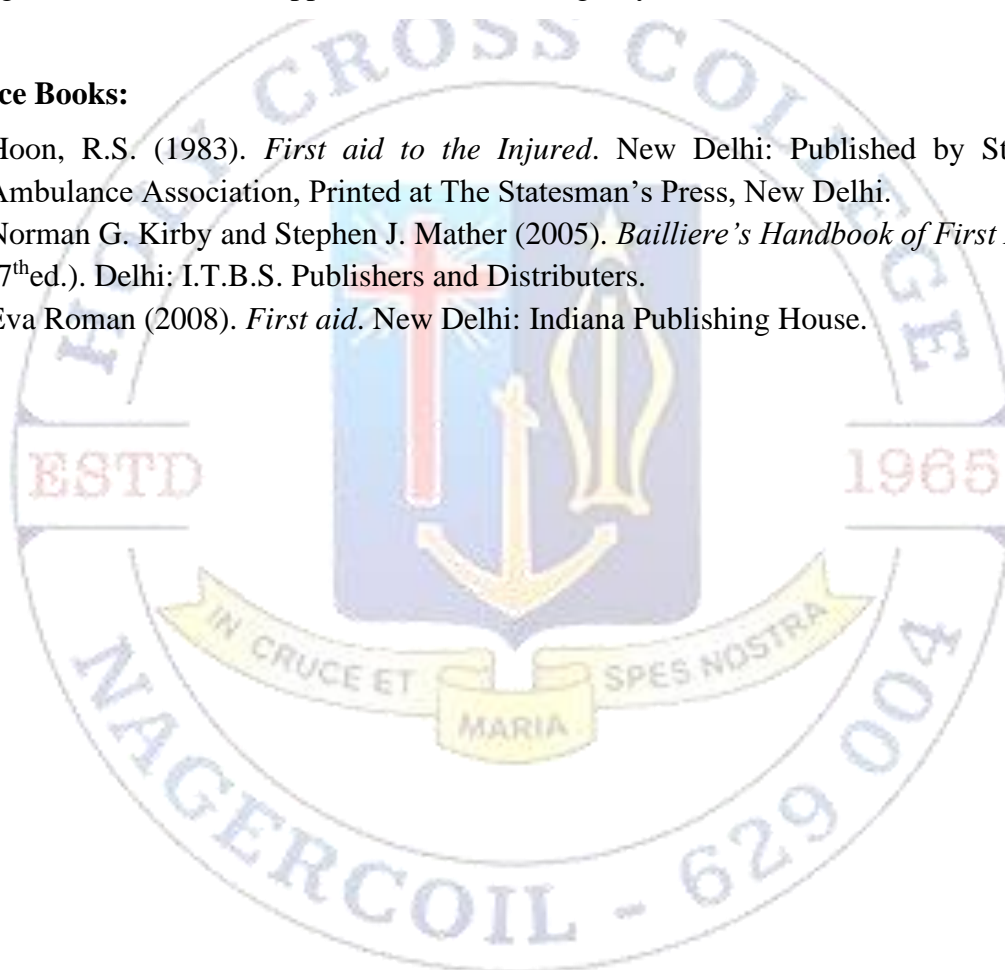 ce Books:
Hoon, R.S. (1983). First aid to the Injured. New Delhi: Published by St
Ambulance Association, Printed at The Statesman's Press, New Delhi.
Norman G. Kirby and Stephen J. Mather (2005). Bailliere's Handbook of First
7thed.). Delhi: I.T.B.S. Publishers and Distributers.
Eva Roman (2008). First aid. New Delhi: Indiana Publishing House.
HOLY CROSS COLLEGE
ESTD 1965
IN CRUCE ET MARIA SPES NOSTRA
NAGERCOIL - 629 004